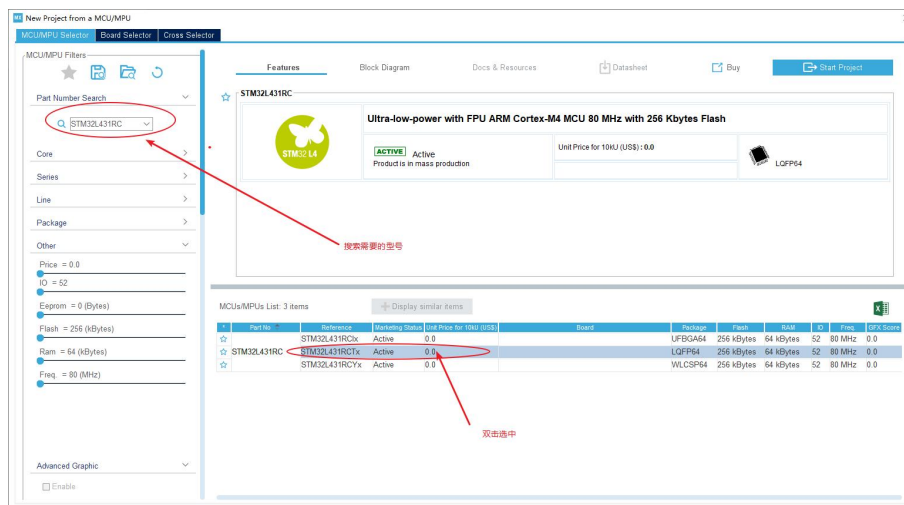 MX New Project from a MCU/MPU
MCU/MPU Selector Board Selector Cross Selector
MCU/MPU Filters
Part Number Search
STM32L431RC
Core
Series
Line
Package
Other
Price = 0.0
IO = 52
Eeprom = 0 (Bytes)
Flash = 256 (kBytes)
Ram = 64 (kBytes)
Freq. = 80 (MHz)
Advanced Graphic
Enable
Features Block Diagram Docs & Resources Datasheet Buy Start Project
STM32L431RC
STM32 L4
Ultra-low-power with FPU ARM Cortex-M4 MCU 80 MHz with 256 Kbytes Flash
ACTIVE Active
Product is in mass production
Unit Price for 10kU (US$) : 0.0
LQFP64
搜索需要的型号
MCUs/MPUs List: 3 items
Display similar items
* Part No Reference Marketing Status Unit Price for 10kU (US$) Board Package Flash RAM IO Freq GFX Score
STM32L431RCIx Active 0.0 UFBGA64 256 kBytes 64 kBytes 52 80 MHz 0.0
STM32L431RC STM32L431RCTx Active 0.0 LQFP64 256 kBytes 64 kBytes 52 80 MHz 0.0
STM32L431RCYx Active 0.0 WLCSP64 256 kBytes 64 kBytes 52 80 MHz 0.0
双击选中